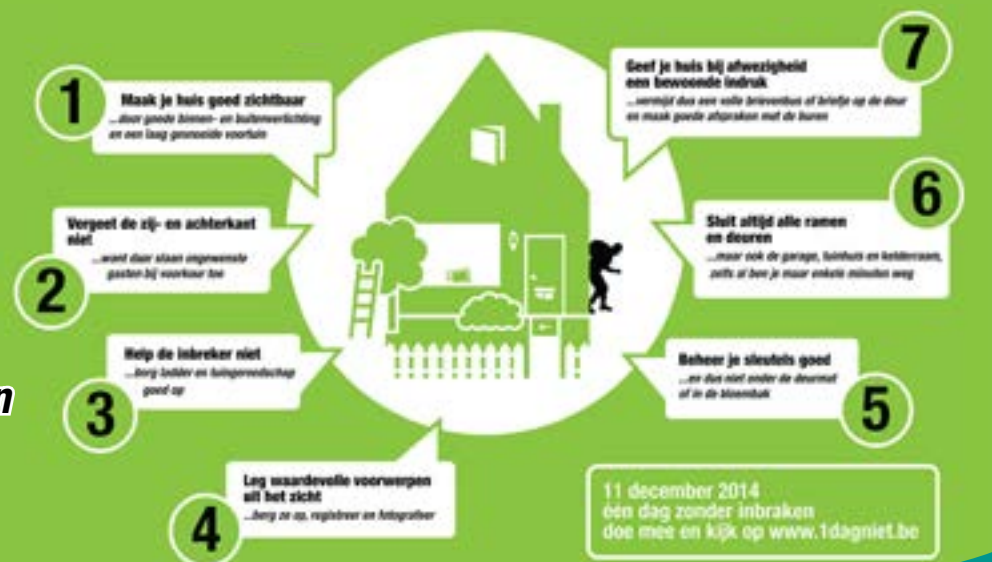 1
Maak je huis goed zichtbaar
...door goede binnen- en buitenverlichting
en een laag gesnoeide voortuin
2
Vergeet de zij- en achterkant
niet
...want daar slaan ongewenste
gasten bij voorkeur toe
3
Help de inbreker niet
...berg ladder en tuingereedschap
goed op
4
Leg waardevolle voorwerpen
uit het zicht
...berg ze op, registreer en fotografeer
5
Beheer je sleutels goed
...en dus niet onder de deurmat
of in de bloembak
6
Sluit altijd alle ramen
en deuren
...maar ook de garage, tuinhuis en kelderraam,
zelfs al ben je maar enkele minuten weg
7
Geef je huis bij afwezigheid
een bewoonde indruk
...vermijd dus een volle brievenbus of briefje op de deur
en maak goede afspraken met de buren
11 december 2014
één dag zonder inbraken
doe mee en kijk op www.1dagniet.be
n